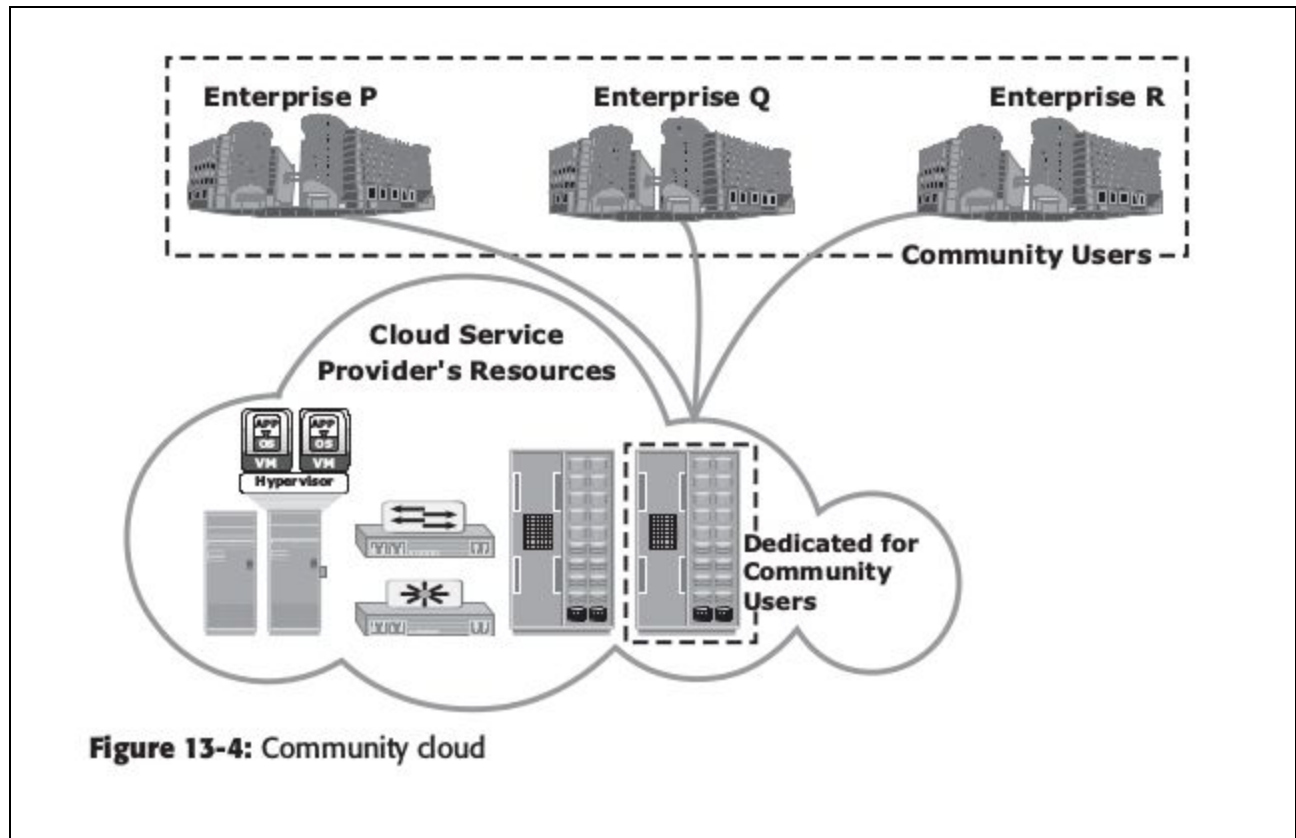 Enterprise P
Enterprise Q
Enterprise R
Community Users
Cloud Service
Provider's Resources
APP
OS
VM
APP
OS
VM
Hypervisor
Dedicated for
Community
Users
Figure 13-4: Community cloud